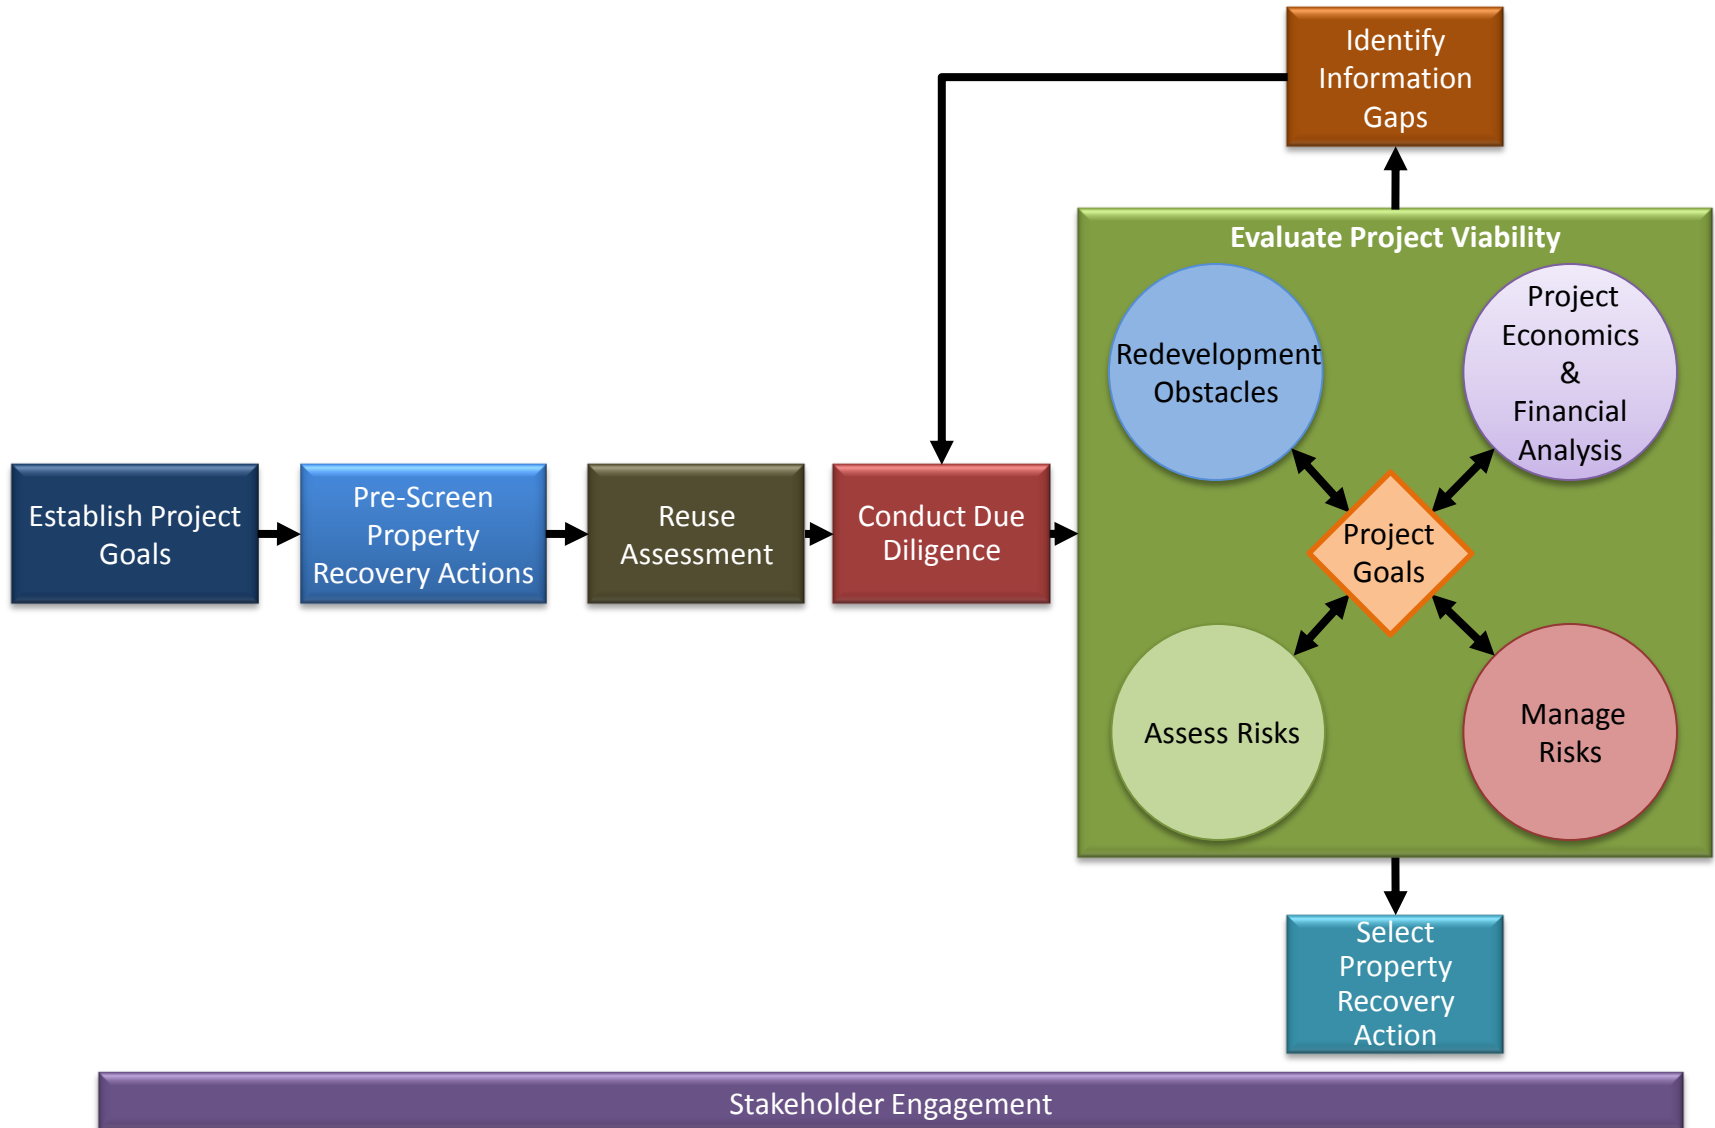 Identify
Information
Gaps
Evaluate Project Viability
Redevelopment
Obstacles
Project
Economics
&
Financial
Analysis
Establish Project
Goals
Pre-Screen
Property
Recovery Actions
Reuse
Assessment
Conduct Due
Diligence
Project
Goals
Assess Risks
Manage
Risks
Select
Property
Recovery
Action
Stakeholder Engagement